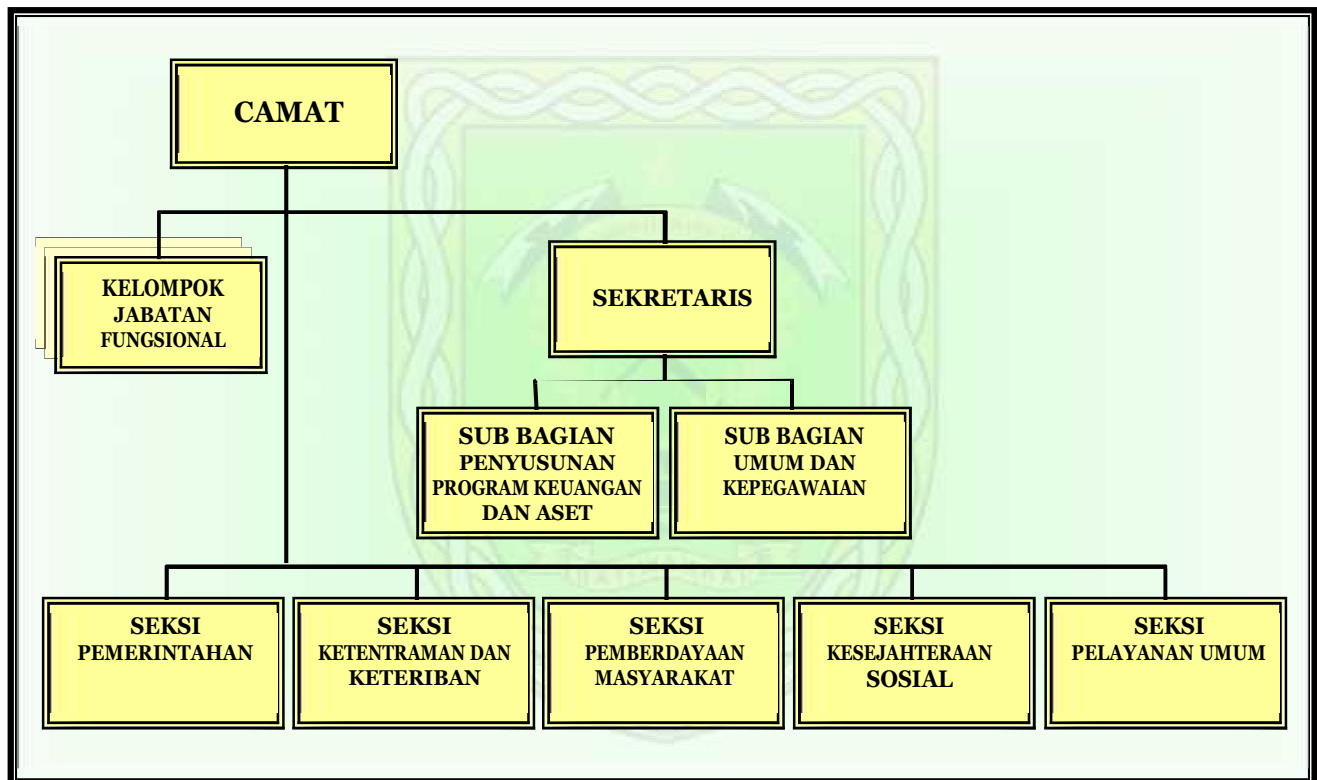 CAMAT
KELOMPOK
JABATAN
FUNGSIONAL
SEKRETARIS
SUB BAGIAN
PENYUSUNAN
PROGRAM KEUANGAN
DAN ASET
SUB BAGIAN
UMUM DAN
KEPEGAWAIAN
SEKSI
PEMERINTAHAN
SEKSI
KETENTRAMAN DAN
KETERIBAN
SEKSI
PEMBERDAYAAN
MASYARAKAT
SEKSI
KESEJAHTERAAN
SOSIAL
SEKSI
PELAYANAN UMUM